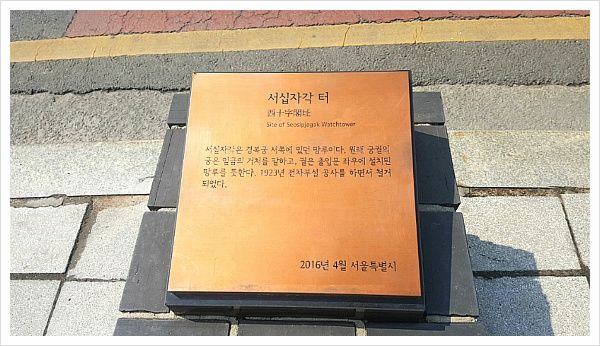 서십자각 터
西十字閣址
Site of Seosipjagak Watchtower
서십자각은 경복궁 서쪽에 있던 망루이다. 원래 궁궐의
궁은 임금의 거처를 말하고, 궐은 출입문 좌우에 설치된
망루를 뜻한다. 1923년 전차부설 공사를 하면서 철거
되었다.
2016년 4월 서울특별시